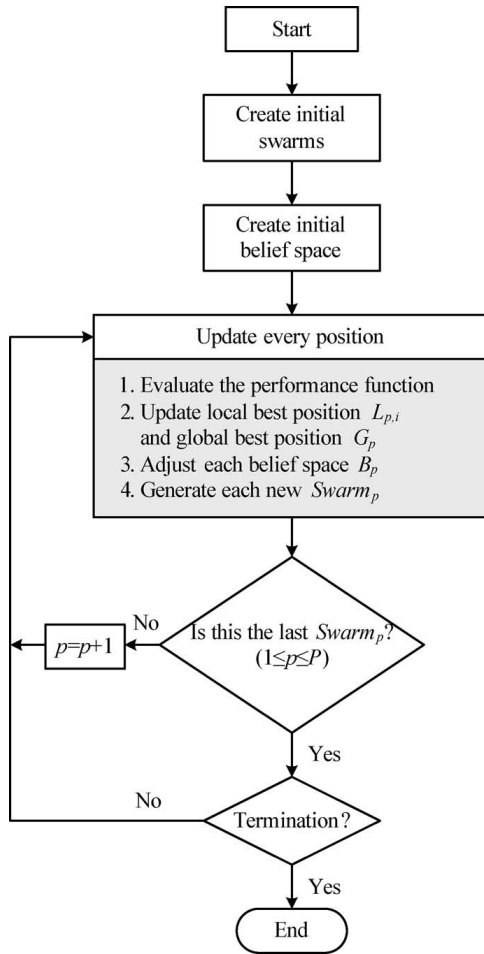 Start
Create initial
swarms
Create initial
belief space
Update every position
1. Evaluate the performance function
2. Update local best position L_{p,i}
and global best position G_p
3. Adjust each belief space B_p
4. Generate each new Swarm_p
Is this the last Swarm_p?
(1≤p≤P)
No
p=p+1
Yes
No
Termination?
Yes
End